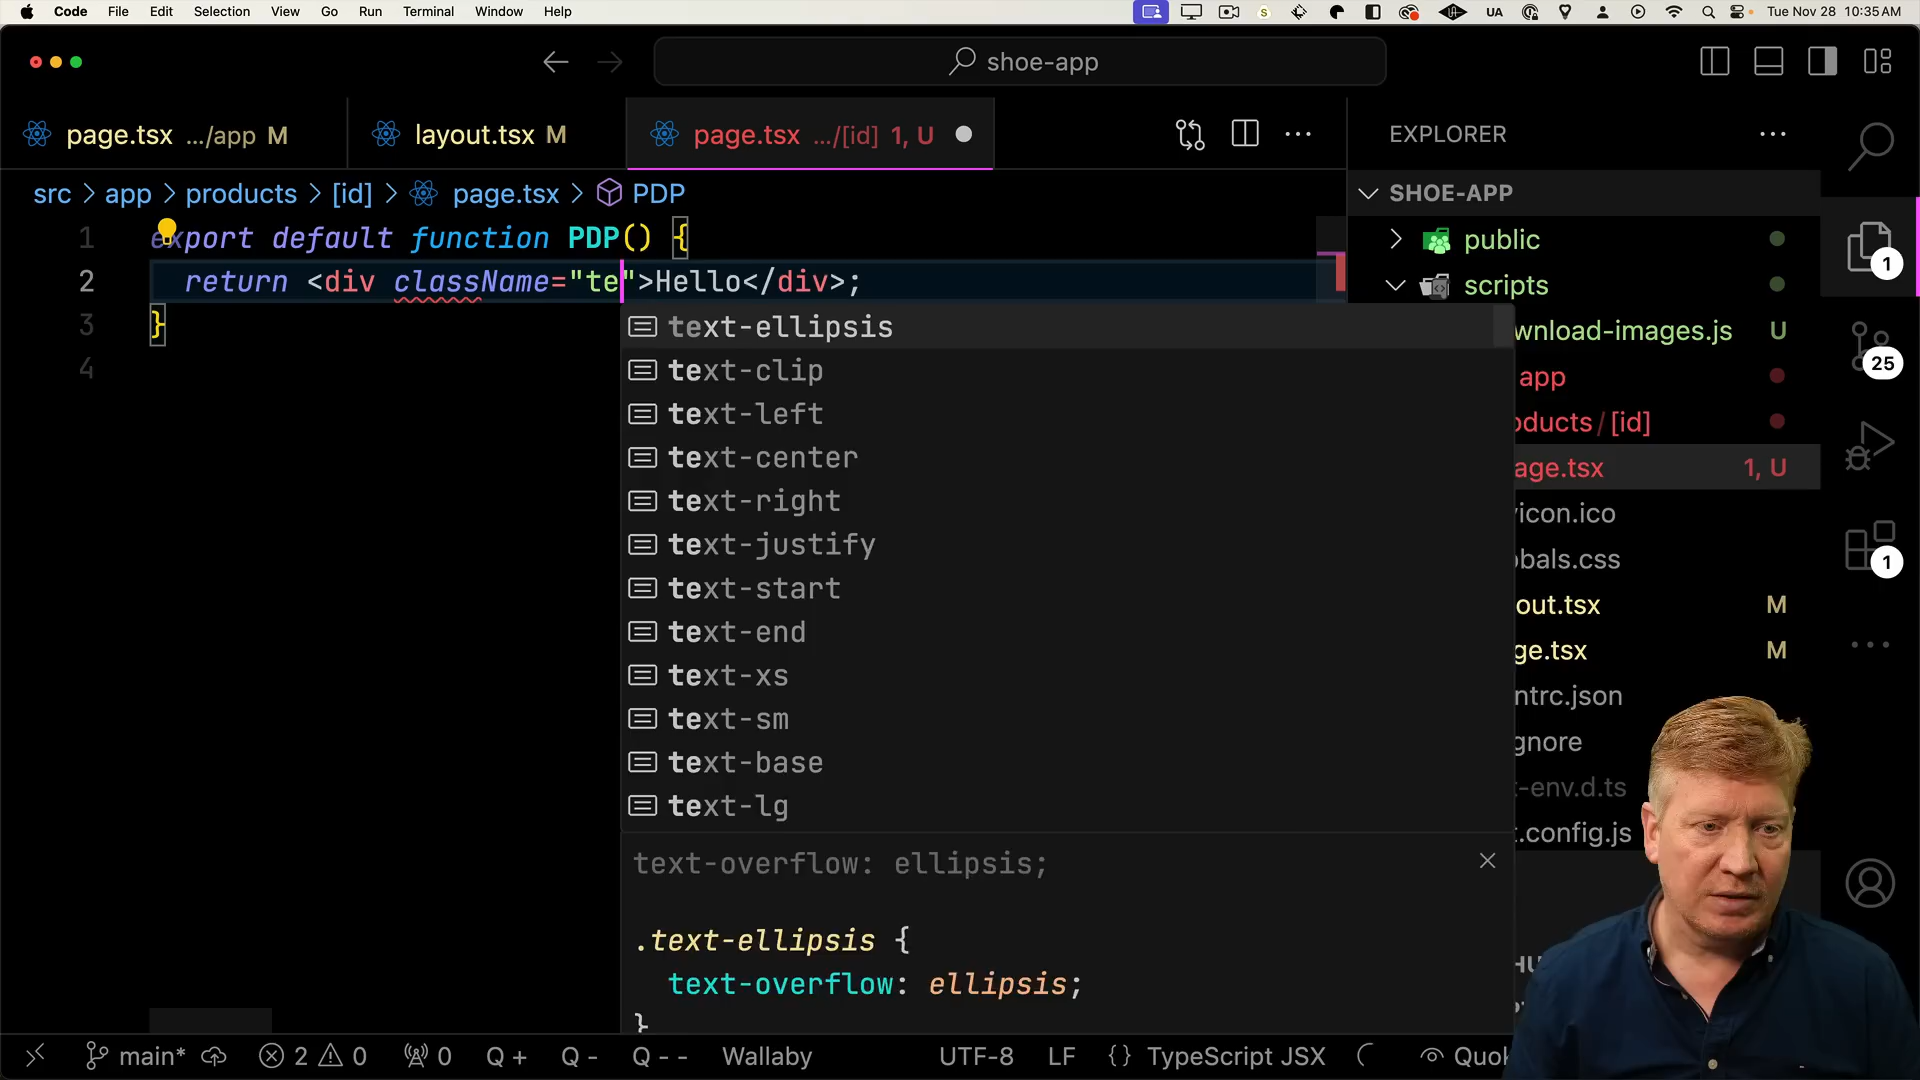 Code File Edit Selection View Go Run Terminal Window Help
UA
Tue Nov 28 10:35 AM
shoe-app
page.tsx .../app M
layout.tsx M
page.tsx .../[id] 1, U
EXPLORER
src > app > products > [id] > page.tsx > PDP
SHOE-APP
1 export default function PDP() {
2 return <div className="te">Hello</div>;
3 }
4
text-ellipsis
text-clip
text-left
text-center
text-right
text-justify
text-start
text-end
text-xs
text-sm
text-base
text-lg
text-overflow: ellipsis;
.text-ellipsis {
text-overflow: ellipsis;
}
public
scripts
wnload-images.js U
app
oducts / [id]
age.tsx 1, U
icon.ico
bals.css
out.tsx M
ge.tsx M
ntrc.json
gnore
-env.d.ts
.config.js
1
25
1
main* 2 0 0 Q + Q - Q - - Wallaby UTF-8 LF {} TypeScript JSX Quok